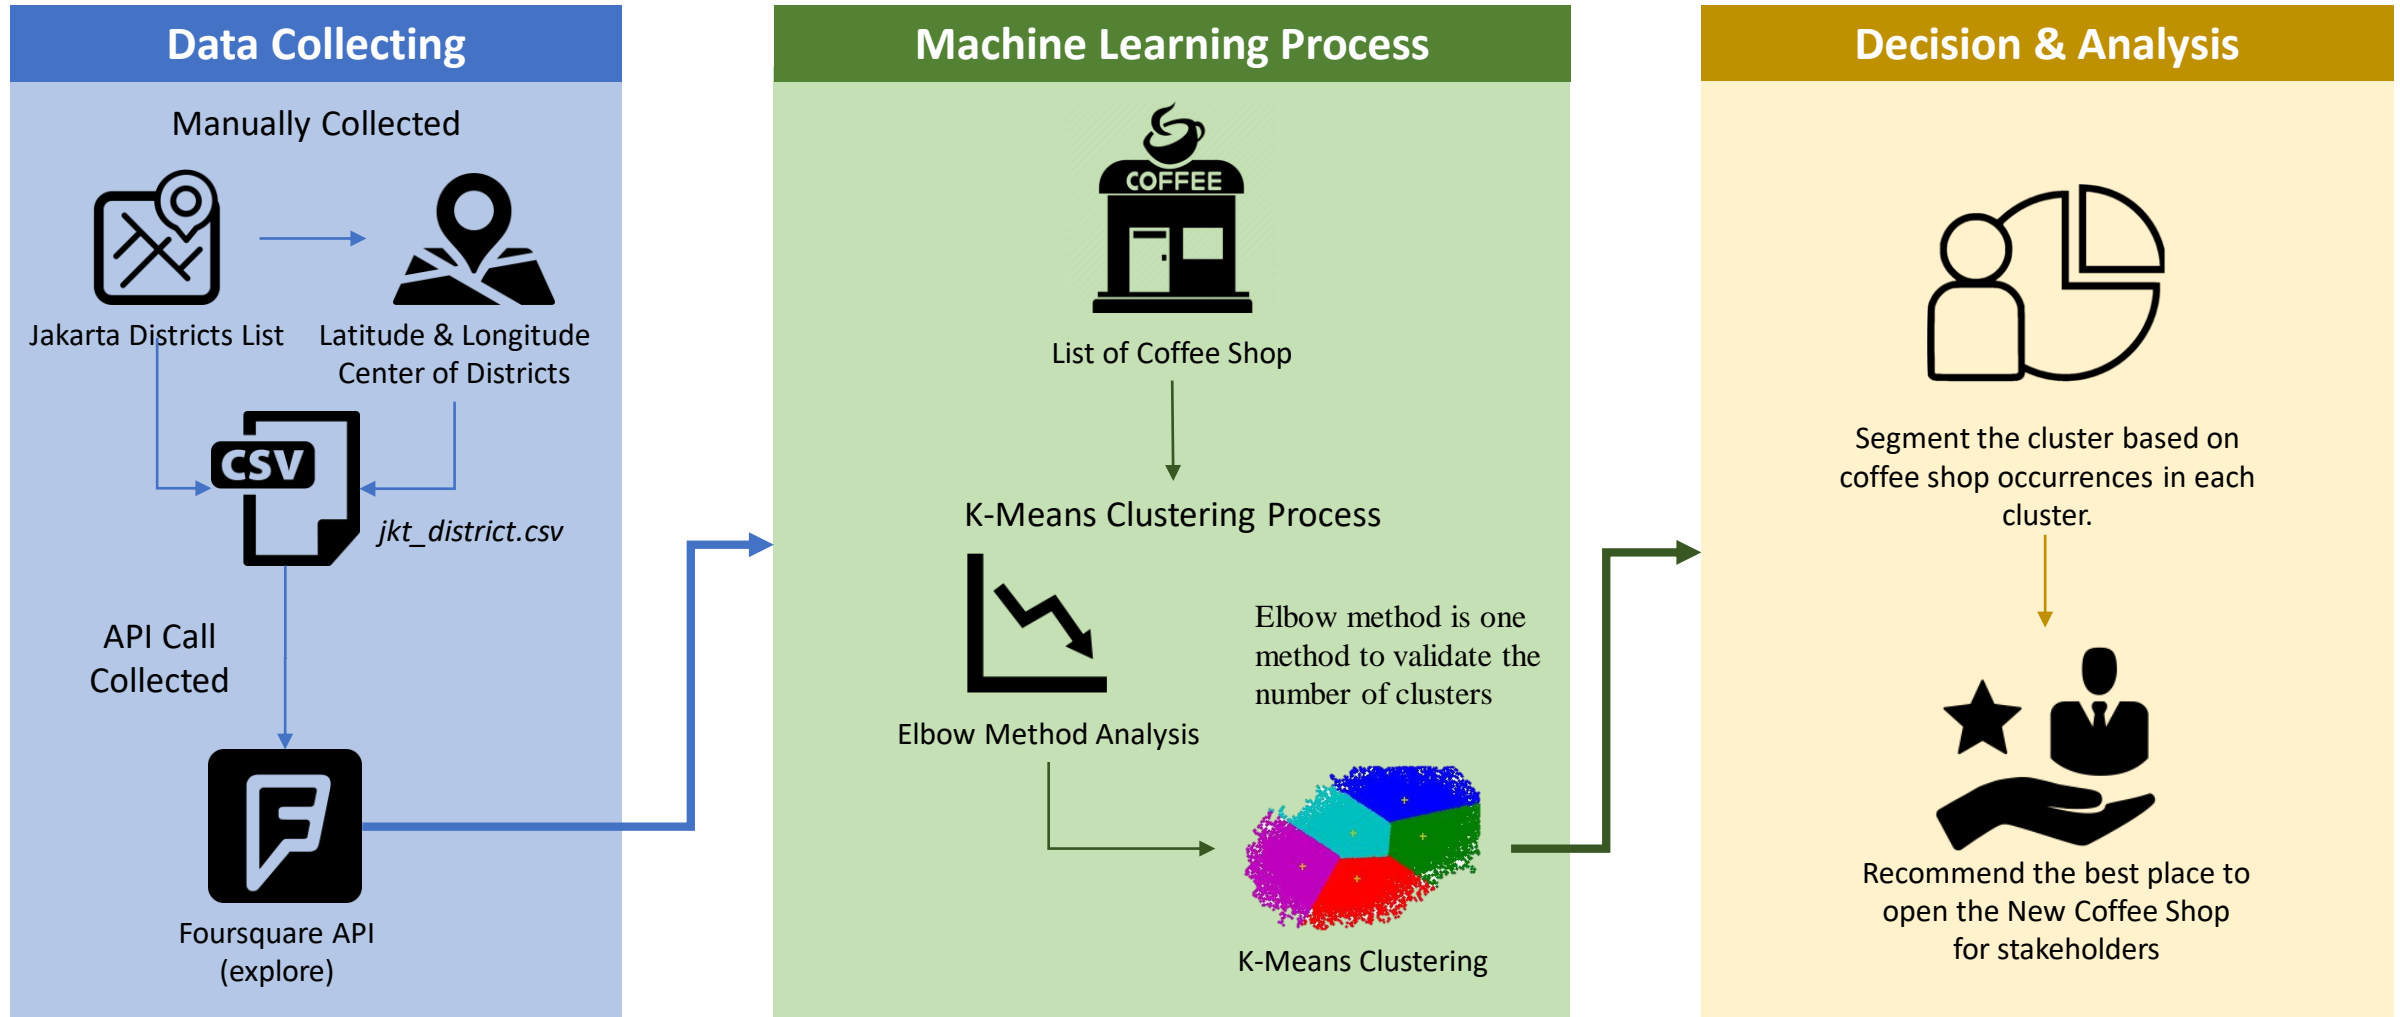 Data Collecting
Manually Collected
Jakarta Districts List
Latitude & Longitude
Center of Districts
CSV
jkt_district.csv
API Call
Collected
Foursquare API
(explore)
Machine Learning Process
COFFEE
List of Coffee Shop
K-Means Clustering Process
Elbow method is one
method to validate the
number of clusters
Elbow Method Analysis
K-Means Clustering
Decision & Analysis
Segment the cluster based on
coffee shop occurrences in each
cluster.
Recommend the best place to
open the New Coffee Shop
for stakeholders